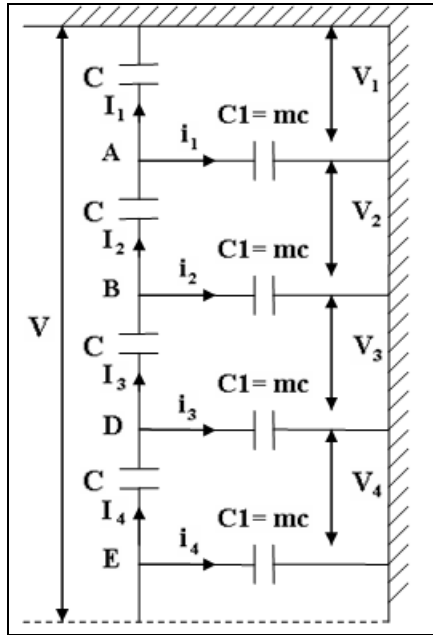 C
V₁
I₁
C1= mc
i₁
A
C
V₂
I₂
C1= mc
i₂
B
V
C
V₃
I₃
C1= mc
i₃
D
C
V₄
I₄
C1= mc
i₄
E